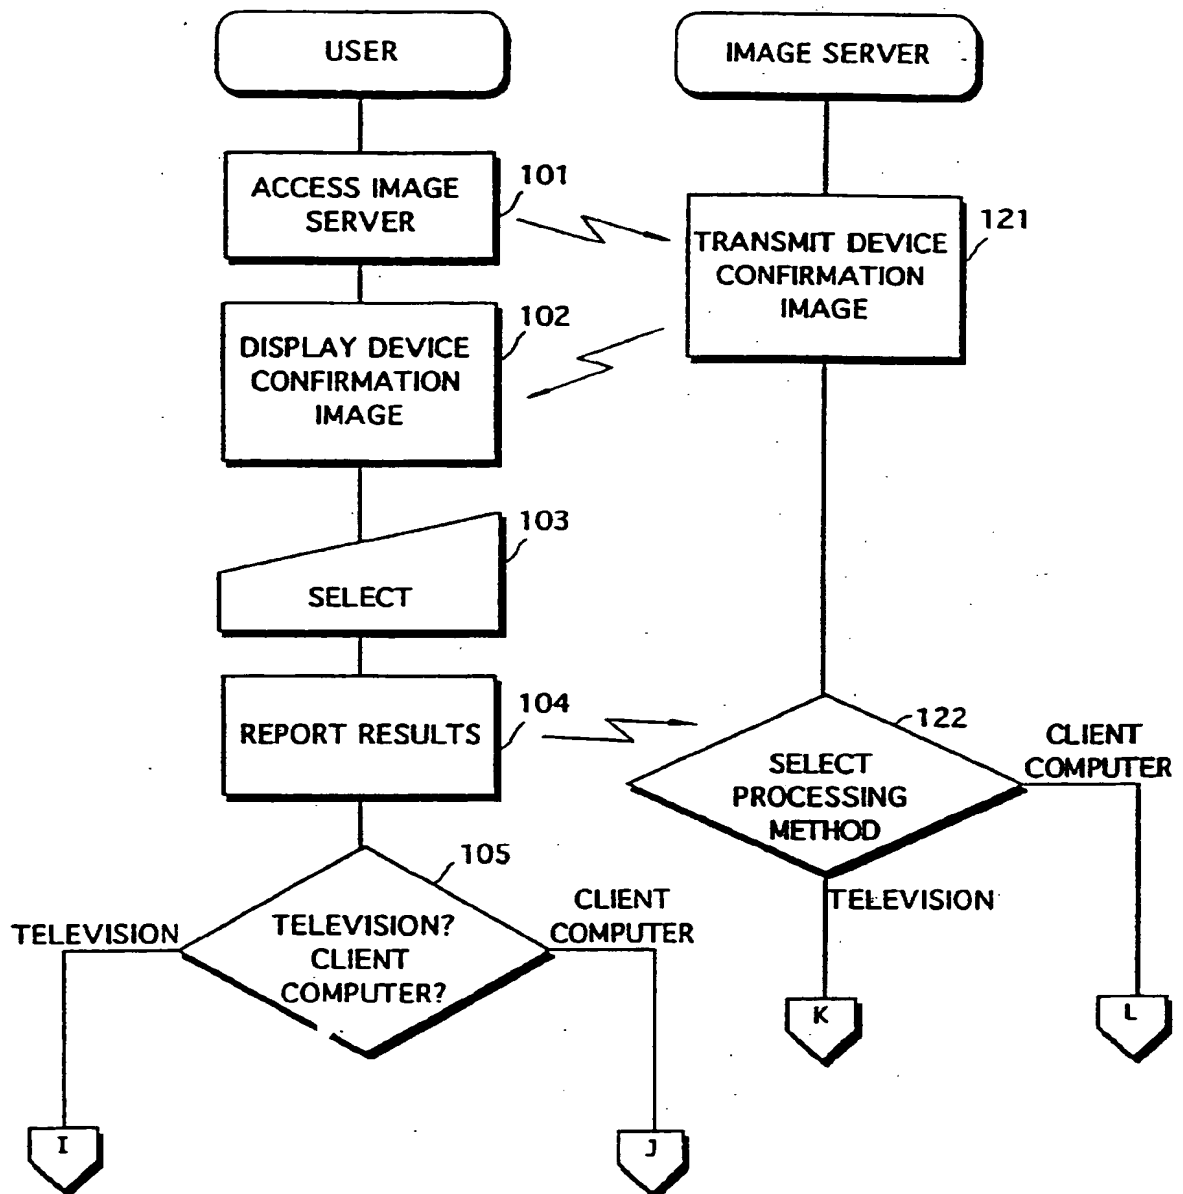 USER
IMAGE SERVER
ACCESS IMAGE
SERVER
101
TRANSMIT DEVICE
CONFIRMATION
IMAGE
121
DISPLAY DEVICE
CONFIRMATION
IMAGE
102
SELECT
103
REPORT RESULTS
104
SELECT
PROCESSING
METHOD
122
CLIENT
COMPUTER
TELEVISION
TELEVISION?
CLIENT
COMPUTER?
105
TELEVISION
CLIENT
COMPUTER
K
L
I
J